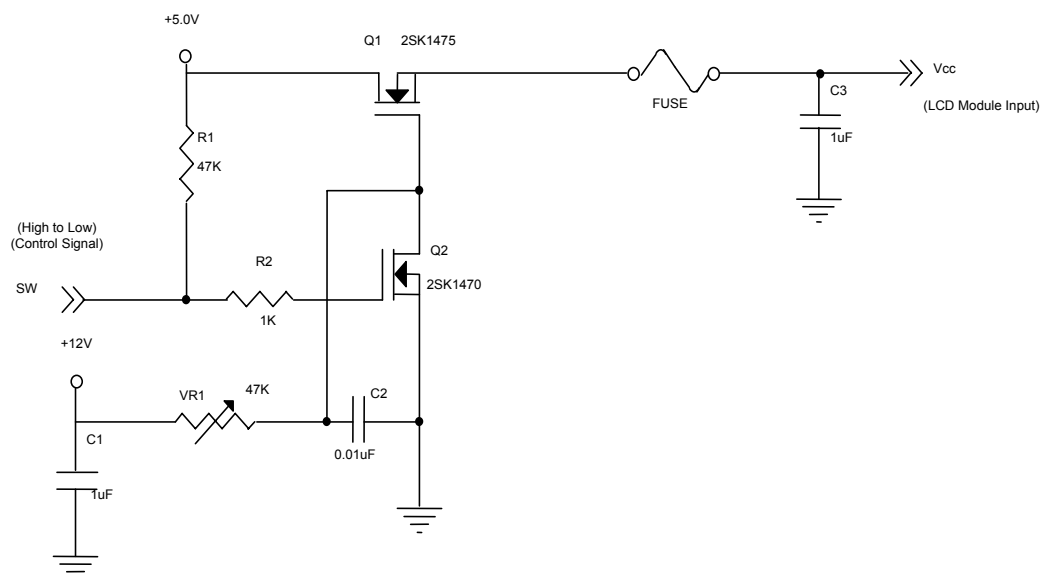 +5.0V
Q1 2SK1475
Vcc
FUSE
C3
(LCD Module Input)
1uF
R1
47K
(High to Low)
(Control Signal)
SW
R2
1K
Q2
2SK1470
+12V
VR1
47K
C2
0.01uF
C1
1uF